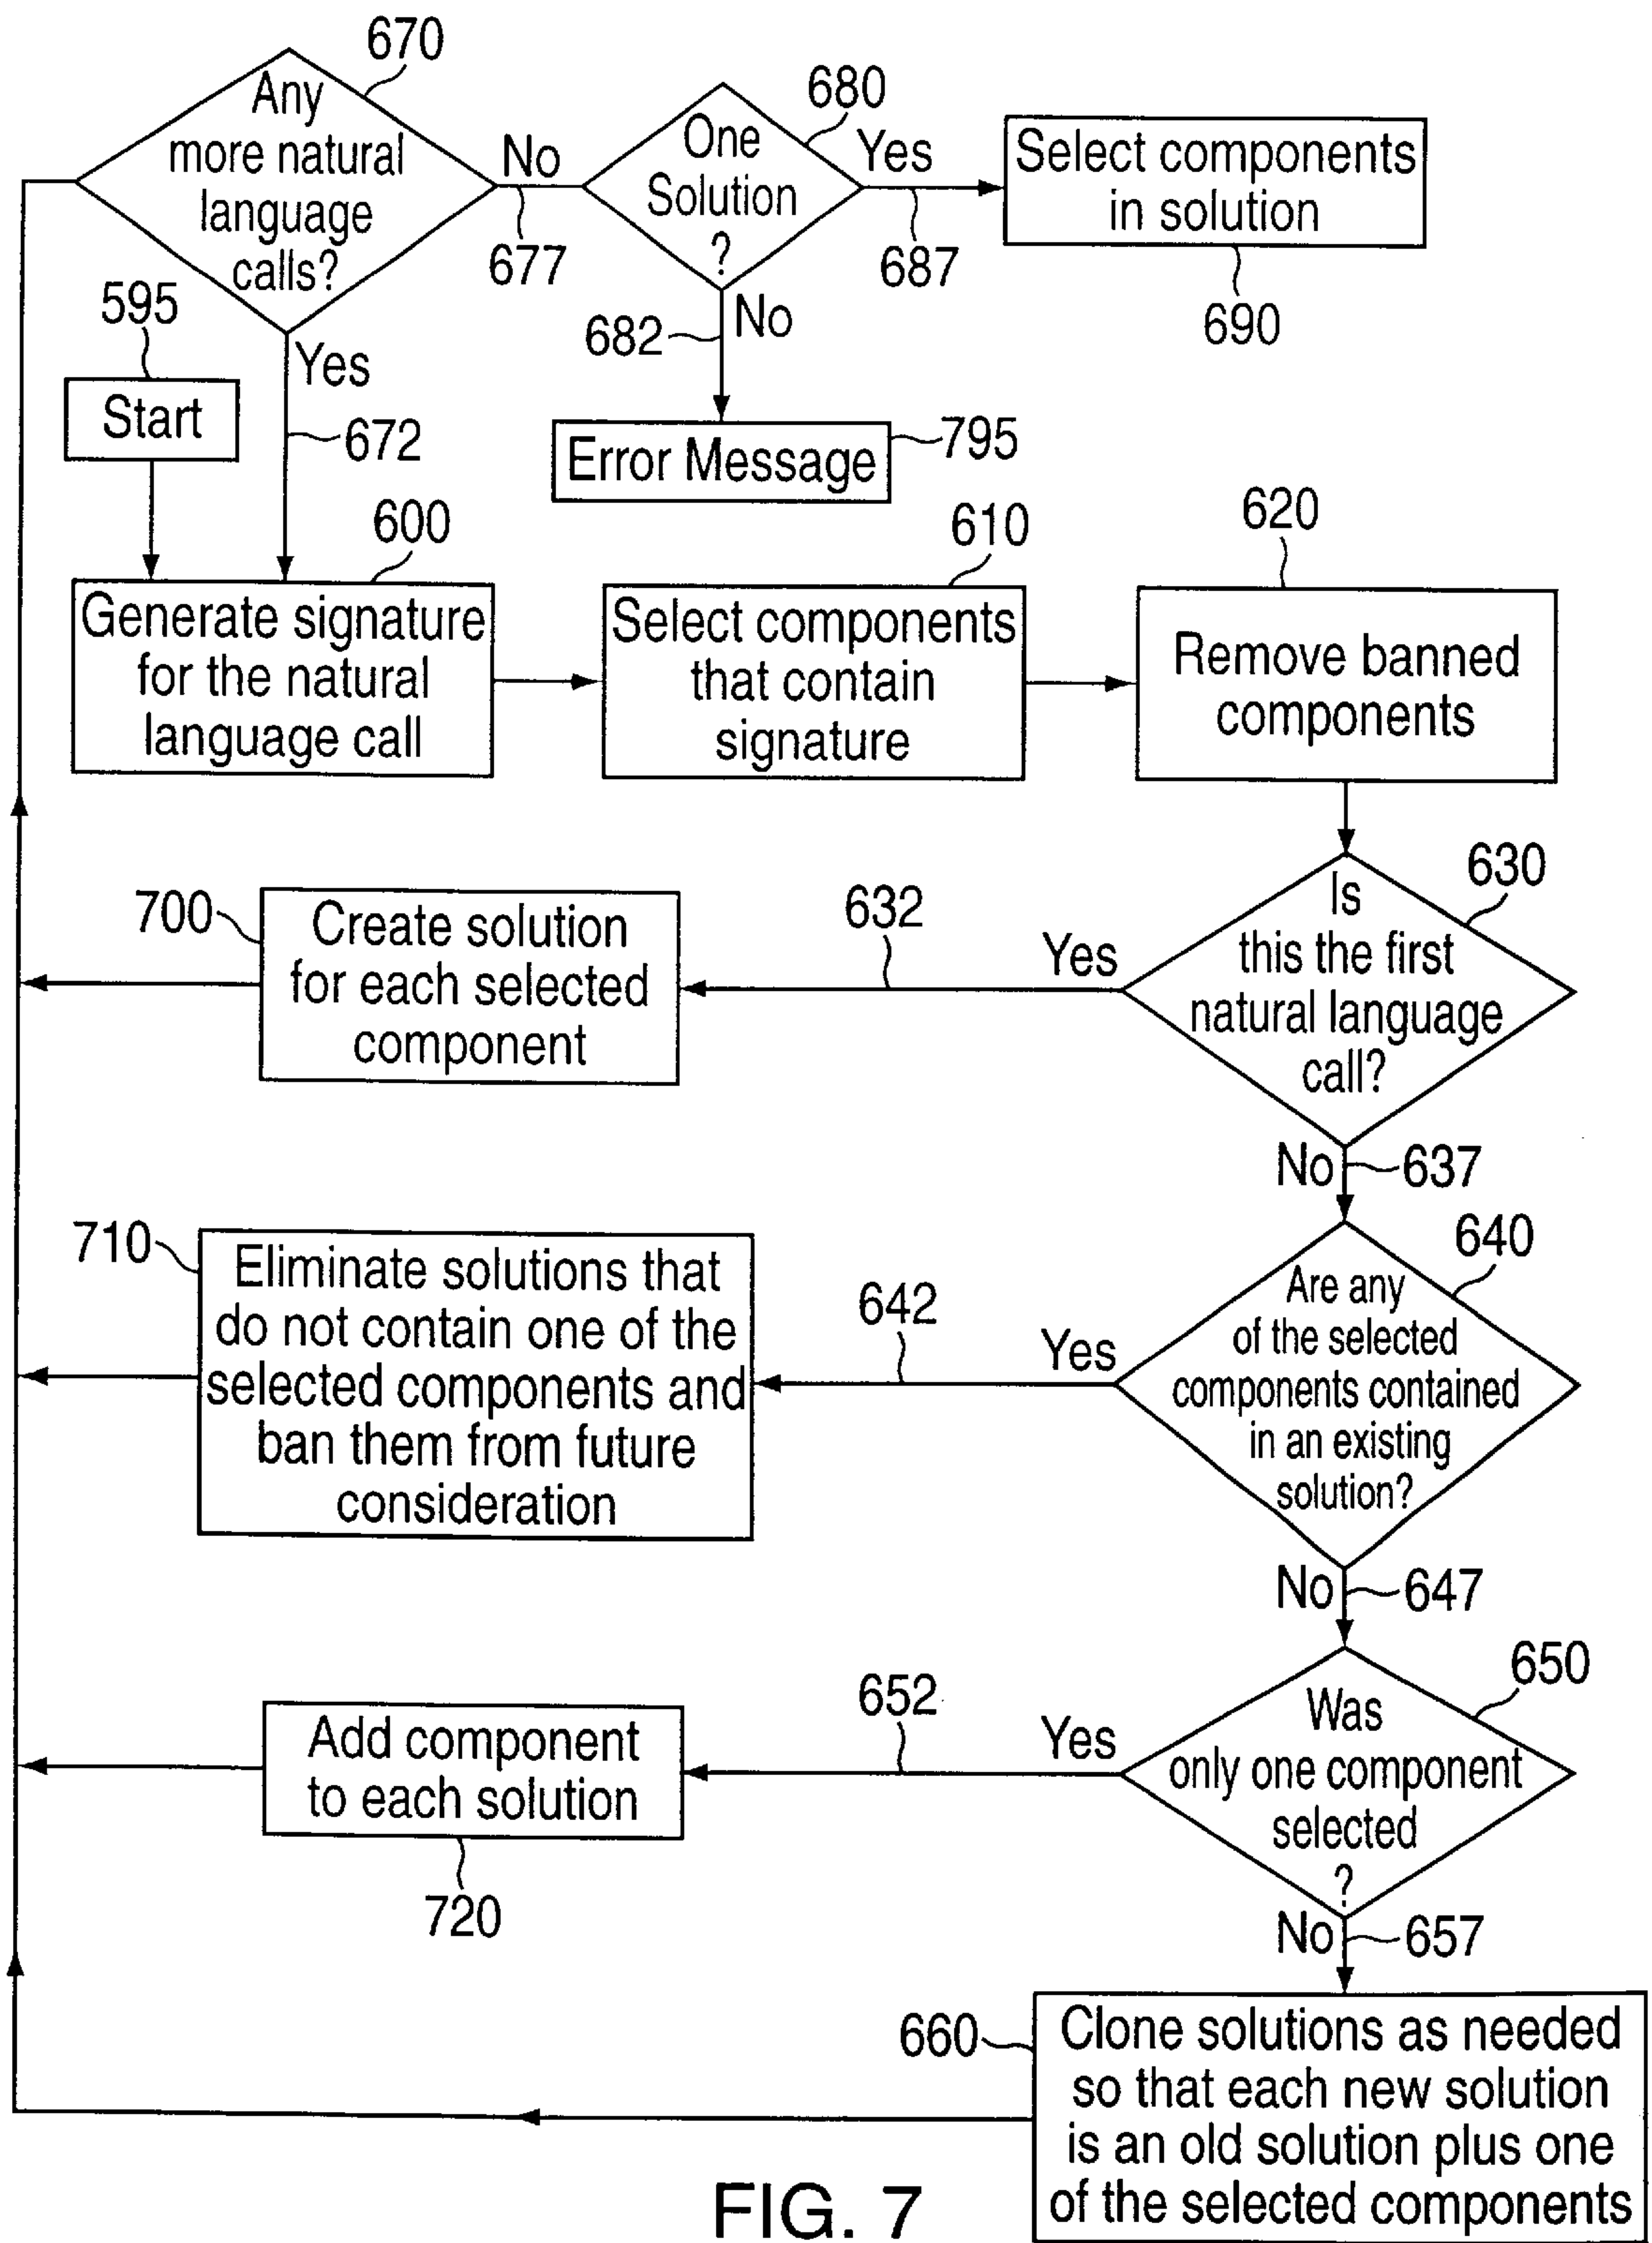 670
Any
more natural
language
calls?
No
677
680
One
Solution
?
Yes
687
Select components
in solution
690
682
No
Error Message
795
595
Start
Yes
672
600
Generate signature
for the natural
language call
610
Select components
that contain
signature
620
Remove banned
components
630
Is
this the first
natural language
call?
632
Yes
700
Create solution
for each selected
component
No
637
640
Are any
of the selected
components contained
in an existing
solution?
642
Yes
710
Eliminate solutions that
do not contain one of the
selected components and
ban them from future
consideration
No
647
650
Was
only one component
selected
?
652
Yes
Add component
to each solution
720
No
657
660
Clone solutions as needed
so that each new solution
is an old solution plus one
of the selected components
FIG. 7